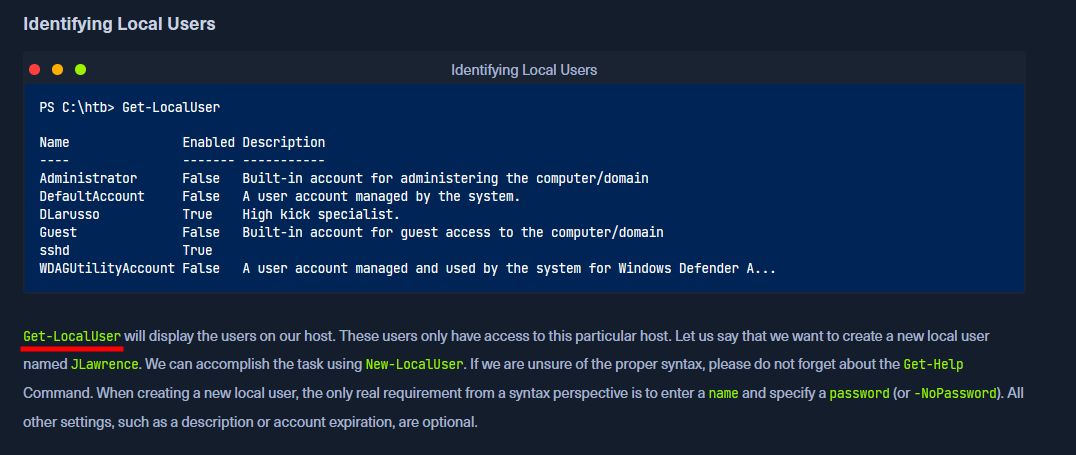 Identifying Local Users
Identifying Local Users
PS C:\htb> Get-LocalUser
Name Enabled Description
---- ------- -----------
Administrator False Built-in account for administering the computer/domain
DefaultAccount False A user account managed by the system.
DLarusso True High kick specialist.
Guest False Built-in account for guest access to the computer/domain
sshd True
WDAGUtilityAccount False A user account managed and used by the system for Windows Defender A...
Get-LocalUser will display the users on our host. These users only have access to this particular host. Let us say that we want to create a new local user
named JLawrence. We can accomplish the task using New-LocalUser. If we are unsure of the proper syntax, please do not forget about the Get-Help
Command. When creating a new local user, the only real requirement from a syntax perspective is to enter a name and specify a password (or -NoPassword). All
other settings, such as a description or account expiration, are optional.